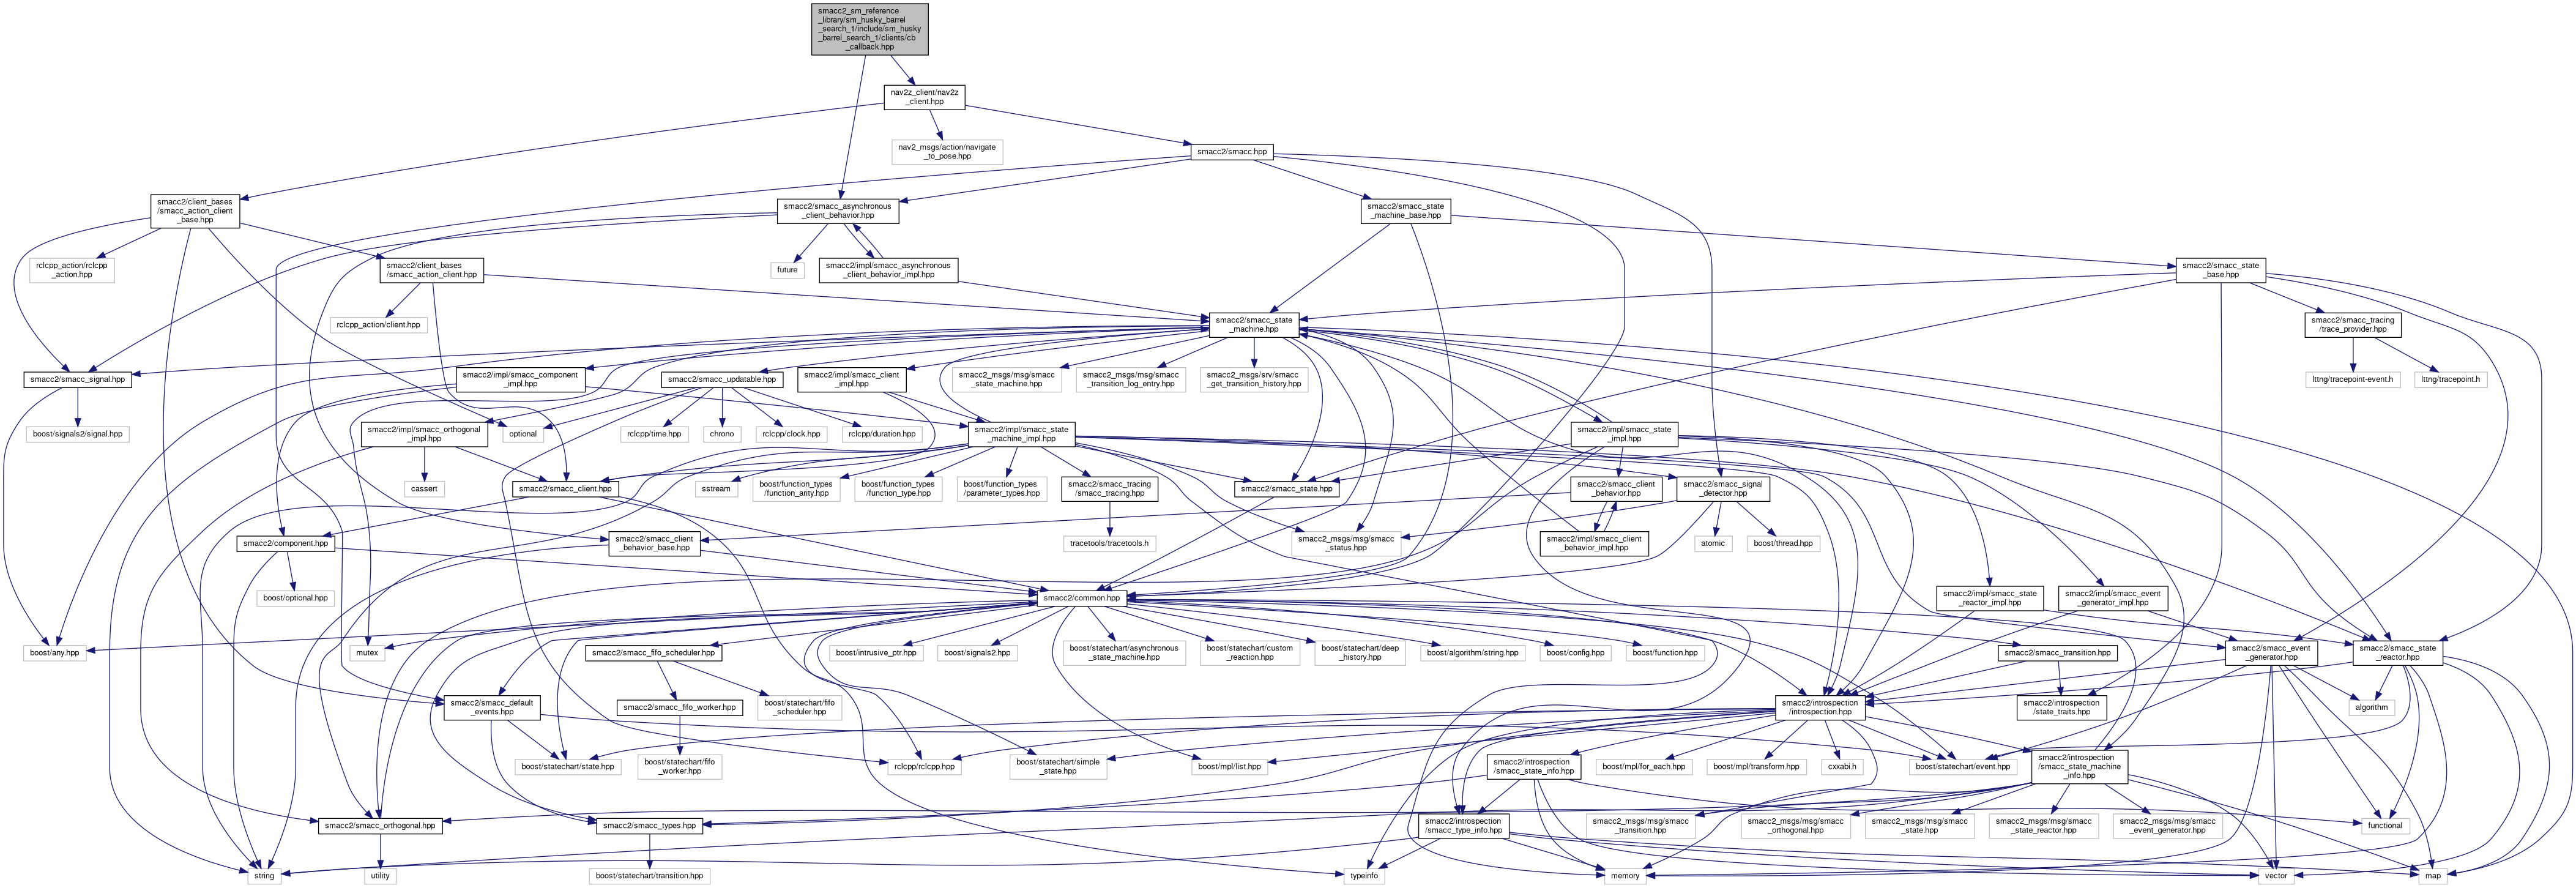 smacc2_sm_reference
_library/sm_husky_barrel
_search_1/include/sm_husky
_barrel_search_1/clients/cb
_callback.hpp
nav2z_client/nav2z
_client.hpp
nav2_msgs/action/navigate
_to_pose.hpp
smacc2/smacc.hpp
smacc2/client_bases
/smacc_action_client
_base.hpp
smacc2/smacc_asynchronous
_client_behavior.hpp
smacc2/smacc_state
_machine_base.hpp
rclcpp_action/rclcpp
_action.hpp
smacc2/client_bases
/smacc_action_client.hpp
future
smacc2/impl/smacc_asynchronous
_client_behavior_impl.hpp
smacc2/smacc_state
_base.hpp
rclcpp_action/client.hpp
smacc2/smacc_state
_machine.hpp
smacc2/smacc_tracing
/trace_provider.hpp
smacc2/smacc_signal.hpp
smacc2/impl/smacc_component
_impl.hpp
smacc2/smacc_updatable.hpp
smacc2/impl/smacc_client
_impl.hpp
smacc2_msgs/msg/smacc
_state_machine.hpp
smacc2_msgs/msg/smacc
_transition_log_entry.hpp
smacc2_msgs/srv/smacc
_get_transition_history.hpp
lttng/tracepoint-event.h
lttng/tracepoint.h
boost/signals2/signal.hpp
smacc2/impl/smacc_orthogonal
_impl.hpp
optional
rclcpp/time.hpp
chrono
rclcpp/clock.hpp
rclcpp/duration.hpp
smacc2/impl/smacc_state
_machine_impl.hpp
smacc2/impl/smacc_state
_impl.hpp
cassert
smacc2/smacc_client.hpp
sstream
boost/function_types
/function_arity.hpp
boost/function_types
/function_type.hpp
boost/function_types
/parameter_types.hpp
smacc2/smacc_tracing
/smacc_tracing.hpp
smacc2/smacc_state.hpp
smacc2/smacc_client
_behavior.hpp
smacc2/smacc_signal
_detector.hpp
smacc2/component.hpp
smacc2/smacc_client
_behavior_base.hpp
tracetools/tracetools.h
smacc2_msgs/msg/smacc
_status.hpp
smacc2/impl/smacc_client
_behavior_impl.hpp
atomic
boost/thread.hpp
boost/optional.hpp
smacc2/common.hpp
smacc2/impl/smacc_state
_reactor_impl.hpp
smacc2/impl/smacc_event
_generator_impl.hpp
boost/any.hpp
mutex
smacc2/smacc_fifo_scheduler.hpp
boost/intrusive_ptr.hpp
boost/signals2.hpp
boost/statechart/asynchronous
_state_machine.hpp
boost/statechart/custom
_reaction.hpp
boost/statechart/deep
_history.hpp
boost/algorithm/string.hpp
boost/config.hpp
boost/function.hpp
smacc2/smacc_transition.hpp
smacc2/smacc_event
_generator.hpp
smacc2/smacc_state
_reactor.hpp
smacc2/smacc_default
_events.hpp
smacc2/smacc_fifo_worker.hpp
boost/statechart/fifo
_scheduler.hpp
smacc2/introspection
/introspection.hpp
smacc2/introspection
/state_traits.hpp
algorithm
boost/statechart/state.hpp
boost/statechart/fifo
_worker.hpp
rclcpp/rclcpp.hpp
boost/statechart/simple
_state.hpp
boost/mpl/list.hpp
smacc2/introspection
/smacc_state_info.hpp
boost/mpl/for_each.hpp
boost/mpl/transform.hpp
cxxabi.h
boost/statechart/event.hpp
smacc2/introspection
/smacc_state_machine
_info.hpp
smacc2/smacc_orthogonal.hpp
smacc2/smacc_types.hpp
smacc2/introspection
/smacc_type_info.hpp
smacc2_msgs/msg/smacc
_transition.hpp
smacc2_msgs/msg/smacc
_orthogonal.hpp
smacc2_msgs/msg/smacc
_state.hpp
smacc2_msgs/msg/smacc
_state_reactor.hpp
smacc2_msgs/msg/smacc
_event_generator.hpp
functional
string
utility
boost/statechart/transition.hpp
typeinfo
memory
vector
map